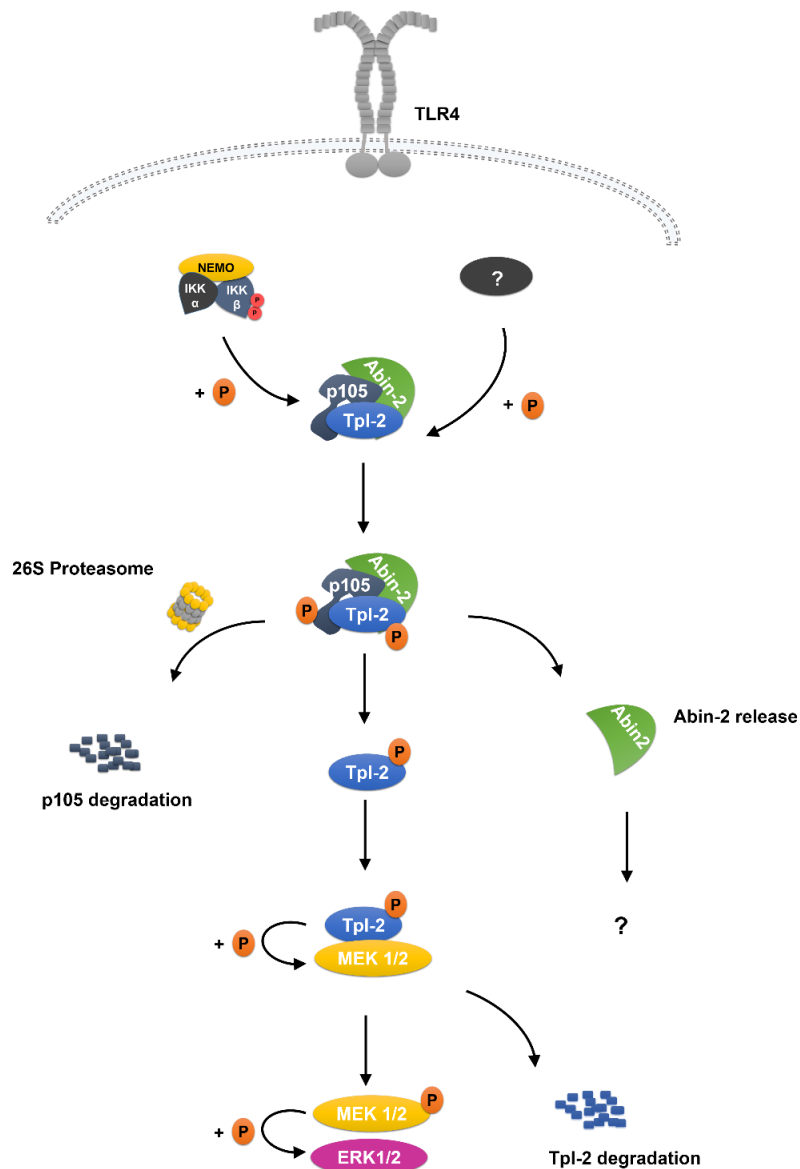 TLR4
NEMO
IKK
α
IKK
β
P
P
?
+ P
+ P
p105
Abin-2
Tpl-2
26S Proteasome
p105
Abin-2
Tpl-2
P
P
p105 degradation
P
Tpl-2
Abin2
Abin-2 release
?
P
Tpl-2
MEK 1/2
+ P
MEK 1/2
P
+ P
ERK1/2
Tpl-2 degradation